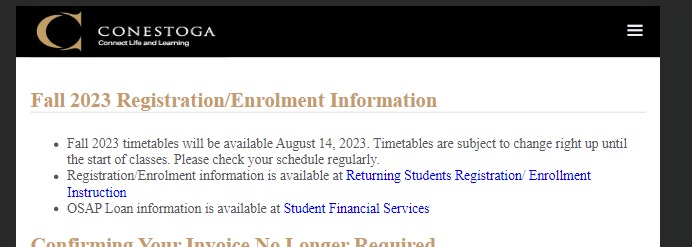 CONESTOGA
Connect Life and Learning
Fall 2023 Registration/Enrolment Information
Fall 2023 timetables will be available August 14, 2023. Timetables are subject to change right up until
the start of classes. Please check your schedule regularly.
Registration/Enrolment information is available at Returning Students Registration/ Enrollment
Instruction
OSAP Loan information is available at Student Financial Services
Confirming Your Invoice No Longer Required